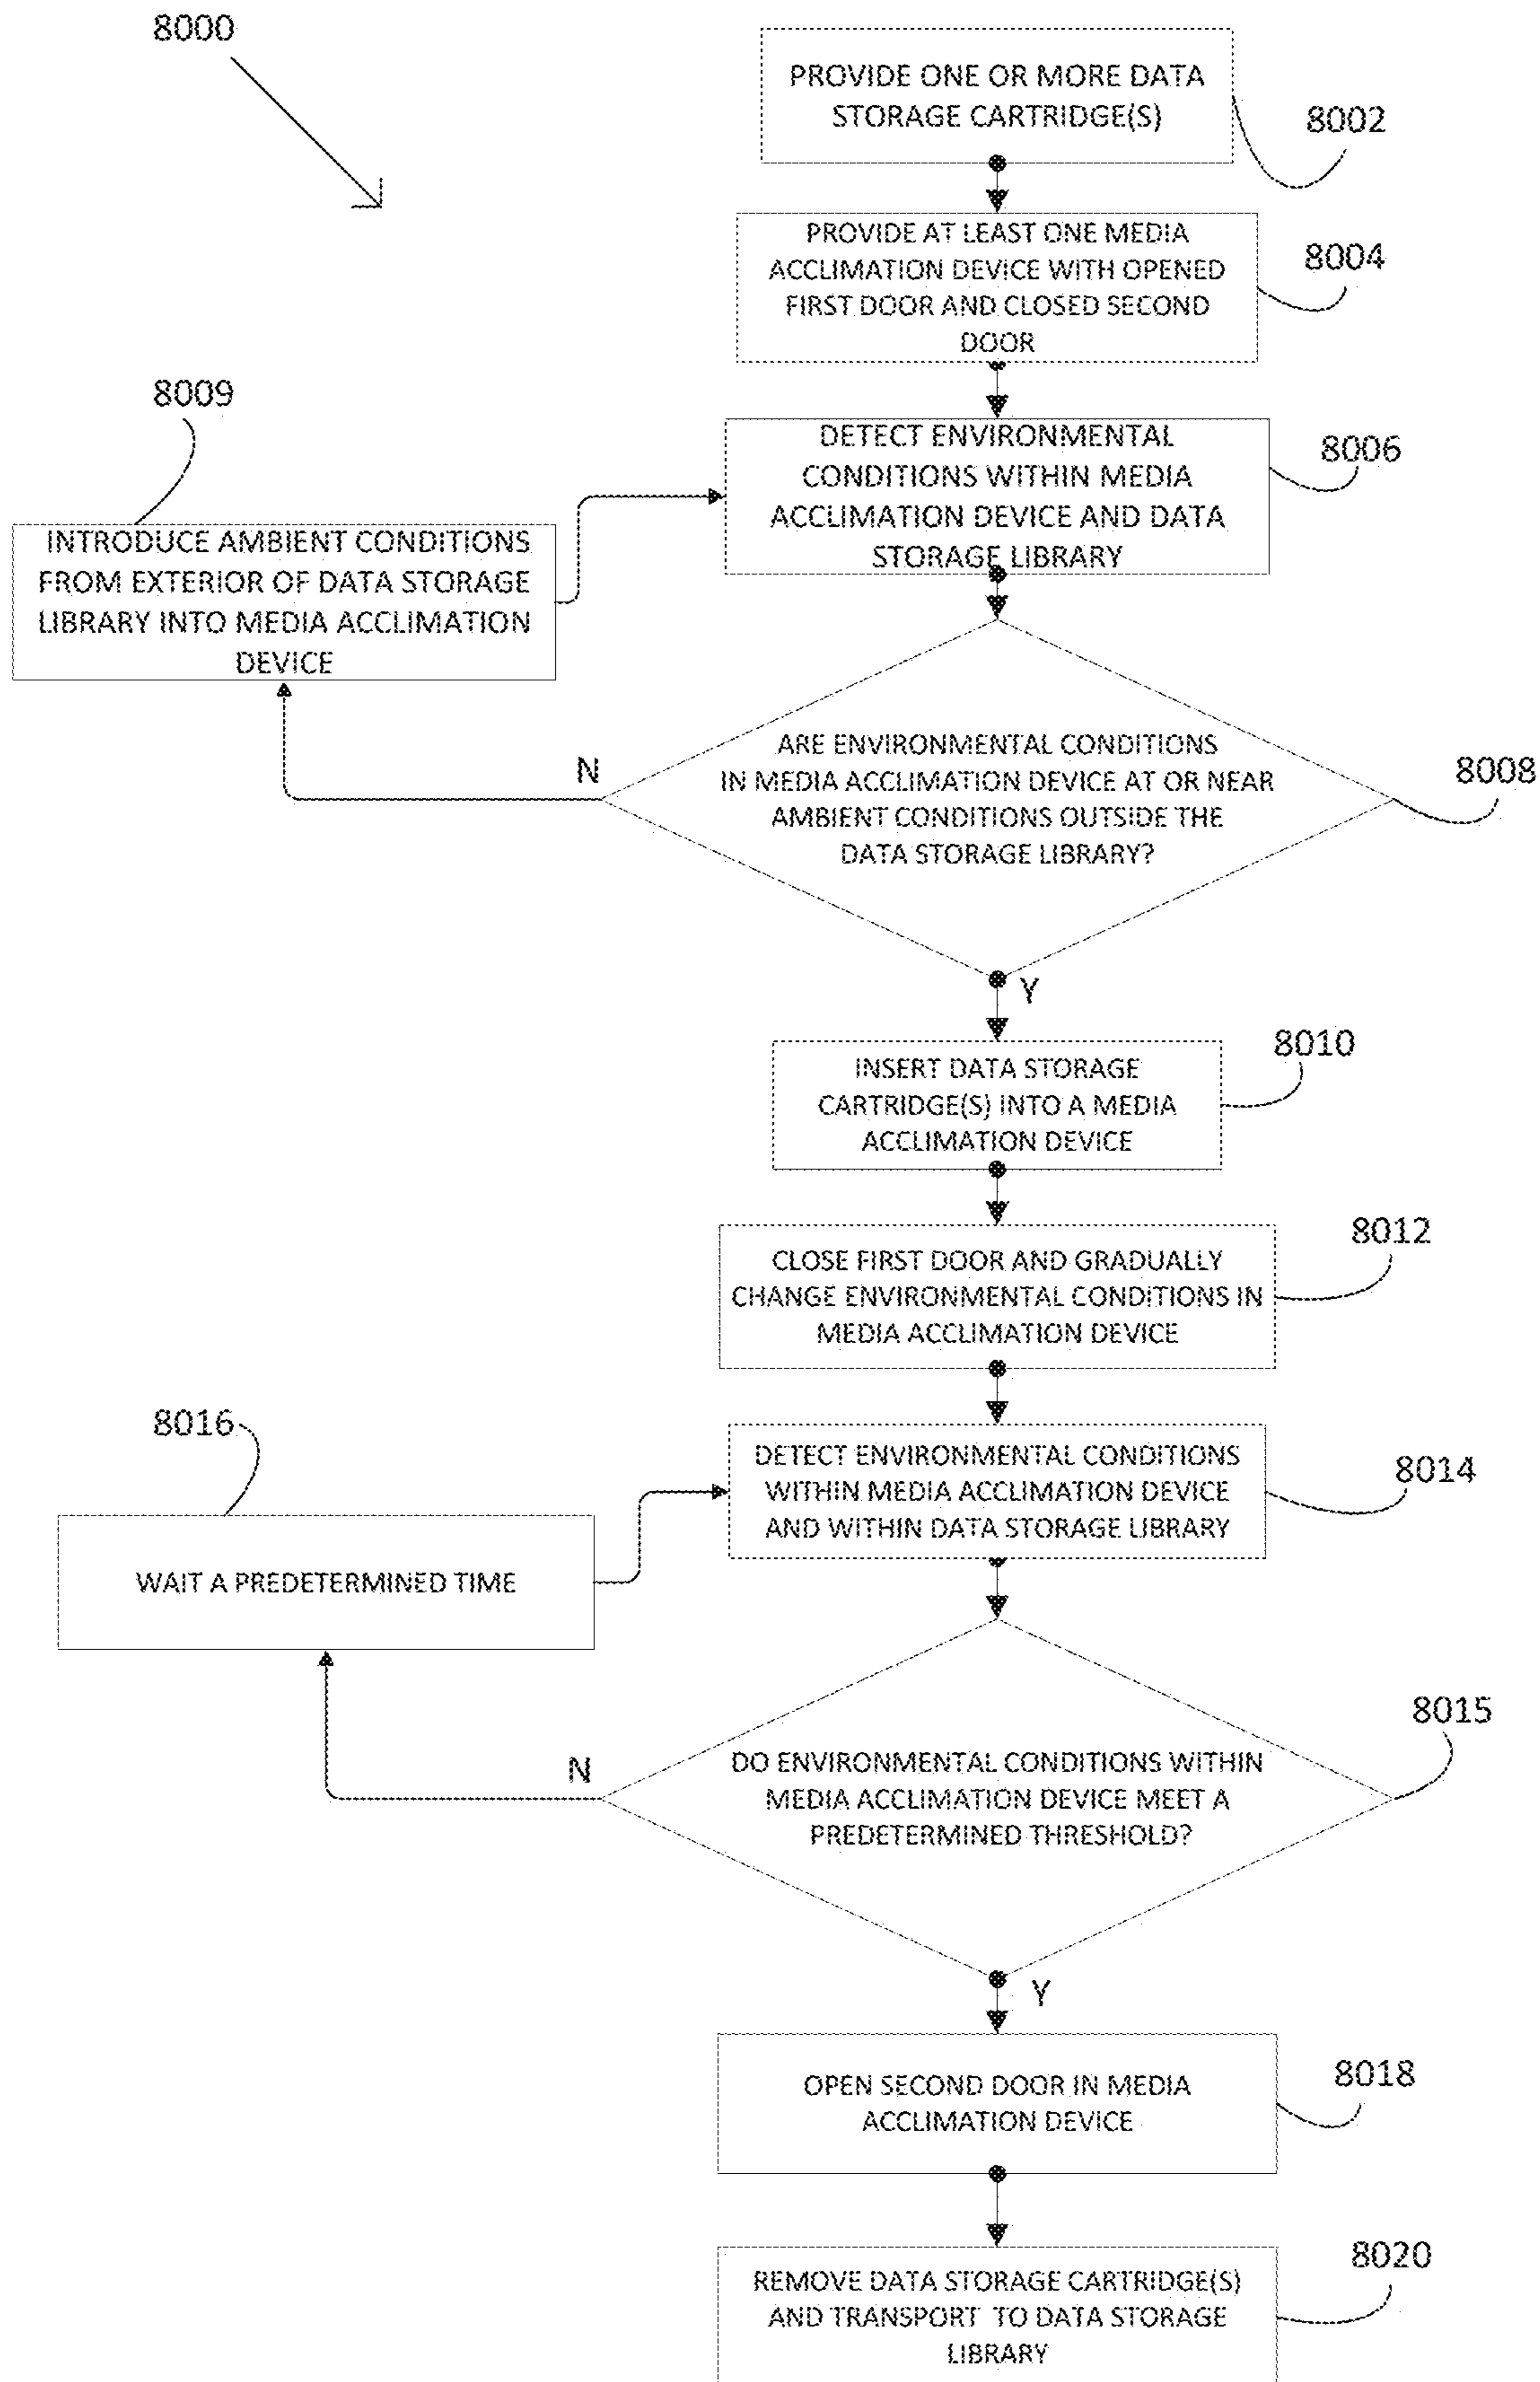 8000
PROVIDE ONE OR MORE DATA
STORAGE CARTRIDGE(S)
8002
PROVIDE AT LEAST ONE MEDIA
ACCLIMATION DEVICE WITH OPENED
FIRST DOOR AND CLOSED SECOND
DOOR
8004
DETECT ENVIRONMENTAL
CONDITIONS WITHIN MEDIA
ACCLIMATION DEVICE AND DATA
STORAGE LIBRARY
8006
8009
INTRODUCE AMBIENT CONDITIONS
FROM EXTERIOR OF DATA STORAGE
LIBRARY INTO MEDIA ACCLIMATION
DEVICE
N
ARE ENVIRONMENTAL CONDITIONS
IN MEDIA ACCLIMATION DEVICE AT OR NEAR
AMBIENT CONDITIONS OUTSIDE THE
DATA STORAGE LIBRARY?
8008
Y
INSERT DATA STORAGE
CARTRIDGE(S) INTO A MEDIA
ACCLIMATION DEVICE
8010
CLOSE FIRST DOOR AND GRADUALLY
CHANGE ENVIRONMENTAL CONDITIONS IN
MEDIA ACCLIMATION DEVICE
8012
DETECT ENVIRONMENTAL CONDITIONS
WITHIN MEDIA ACCLIMATION DEVICE
AND WITHIN DATA STORAGE LIBRARY
8014
8016
WAIT A PREDETERMINED TIME
N
DO ENVIRONMENTAL CONDITIONS WITHIN
MEDIA ACCLIMATION DEVICE MEET A
PREDETERMINED THRESHOLD?
8015
Y
OPEN SECOND DOOR IN MEDIA
ACCLIMATION DEVICE
8018
REMOVE DATA STORAGE CARTRIDGE(S)
AND TRANSPORT TO DATA STORAGE
LIBRARY
8020